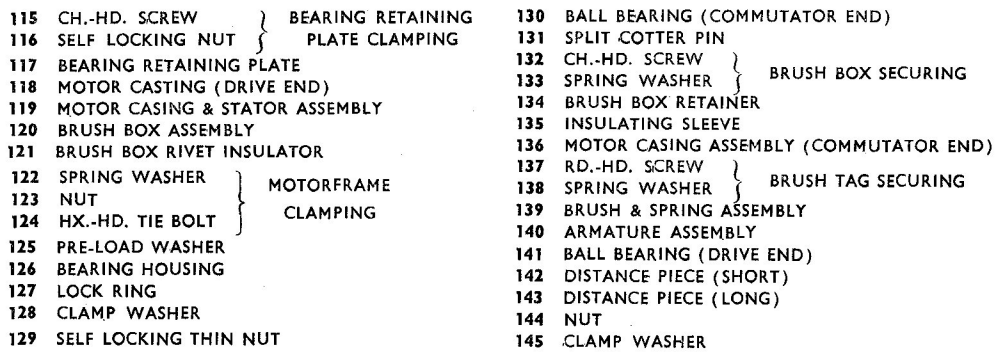 115 CH.-HD. SCREW } BEARING RETAINING
116 SELF LOCKING NUT } PLATE CLAMPING
117 BEARING RETAINING PLATE
118 MOTOR CASTING (DRIVE END)
119 MOTOR CASING & STATOR ASSEMBLY
120 BRUSH BOX ASSEMBLY
121 BRUSH BOX RIVET INSULATOR
122 SPRING WASHER
123 NUT
124 HX.-HD. TIE BOLT
MOTORFRAME
CLAMPING
125 PRE-LOAD WASHER
126 BEARING HOUSING
127 LOCK RING
128 CLAMP WASHER
129 SELF LOCKING THIN NUT
130 BALL BEARING (COMMUTATOR END)
131 SPLIT COTTER PIN
132 CH.-HD. SCREW
133 SPRING WASHER
BRUSH BOX SECURING
134 BRUSH BOX RETAINER
135 INSULATING SLEEVE
136 MOTOR CASING ASSEMBLY (COMMUTATOR END)
137 RD.-HD. SCREW
138 SPRING WASHER
BRUSH TAG SECURING
139 BRUSH & SPRING ASSEMBLY
140 ARMATURE ASSEMBLY
141 BALL BEARING (DRIVE END)
142 DISTANCE PIECE (SHORT)
143 DISTANCE PIECE (LONG)
144 NUT
145 CLAMP WASHER